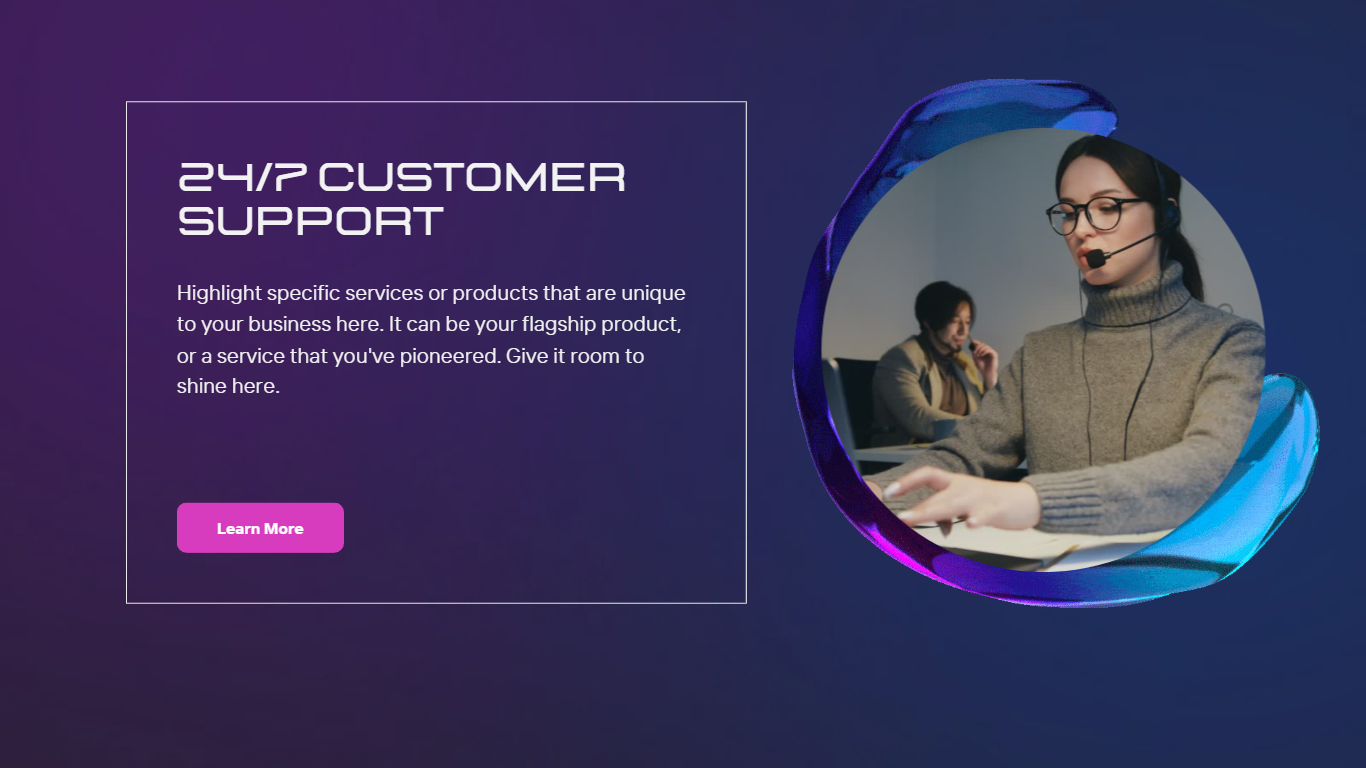 24/7 CUSTOMER
SUPPORT
Highlight specific services or products that are unique
to your business here. It can be your flagship product,
or a service that you've pioneered. Give it room to
shine here.
Learn More